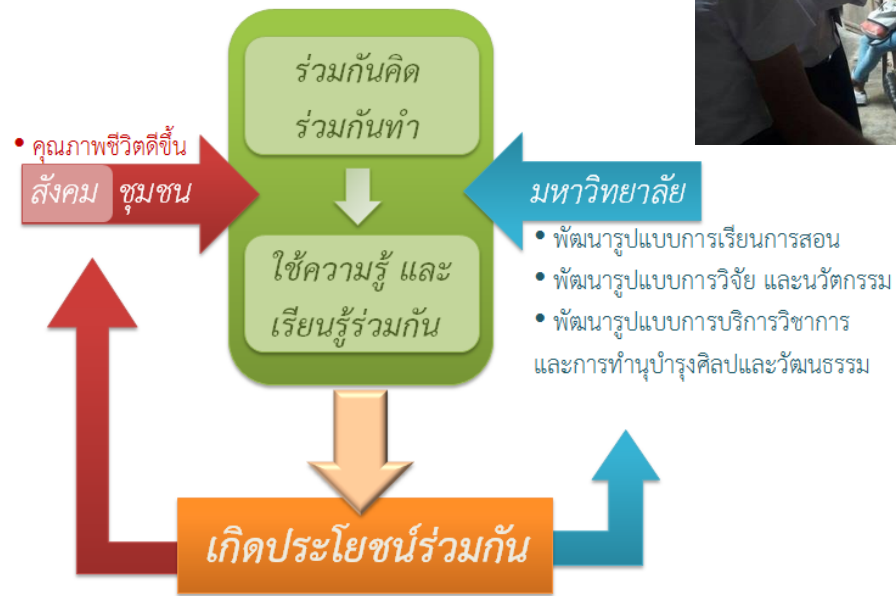 ร่วมกันคิด
ร่วมกันทำ
• คุณภาพชีวิตดีขึ้น
สังคม ชุมชน
มหาวิทยาลัย
ใช้ความรู้ และ
เรียนรู้ร่วมกัน
• พัฒนารูปแบบการเรียนการสอน
• พัฒนารูปแบบการวิจัย และนวัตกรรม
• พัฒนารูปแบบการบริการวิชาการ
และการทำนุบำรุงศิลปและวัฒนธรรม
เกิดประโยชน์ร่วมกัน